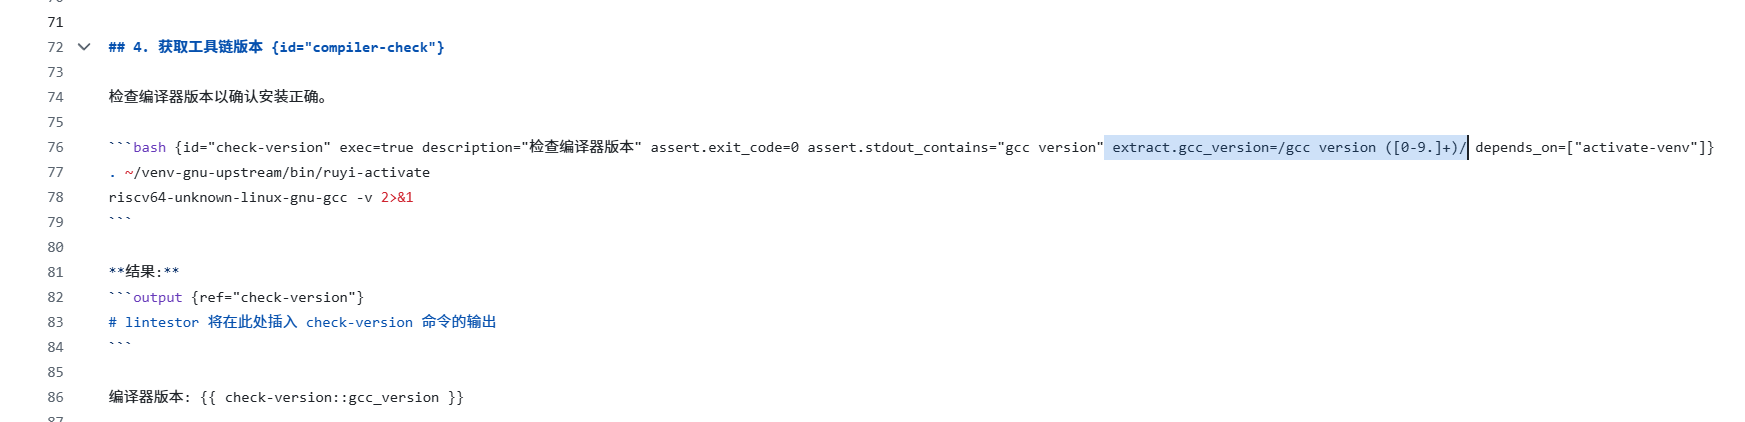 71
72 ## 4. 获取工具链版本 {id="compiler-check"}
73
74 检查编译器版本以确认安装正确。
75
76 ```bash {id="check-version" exec=true description="检查编译器版本" assert.exit_code=0 assert.stdout_contains="gcc version" extract.gcc_version=/gcc version ([0-9.]+)/ depends_on=["activate-venv"]}
77 . ~/venv-gnu-upstream/bin/ruyi-activate
78 riscv64-unknown-linux-gnu-gcc -v 2>&1
79 ```
80
81 **结果:**
82 ```output {ref="check-version"}
83 # lintestor 将在此处插入 check-version 命令的输出
84 ```
85
86 编译器版本: {{ check-version::gcc_version }}